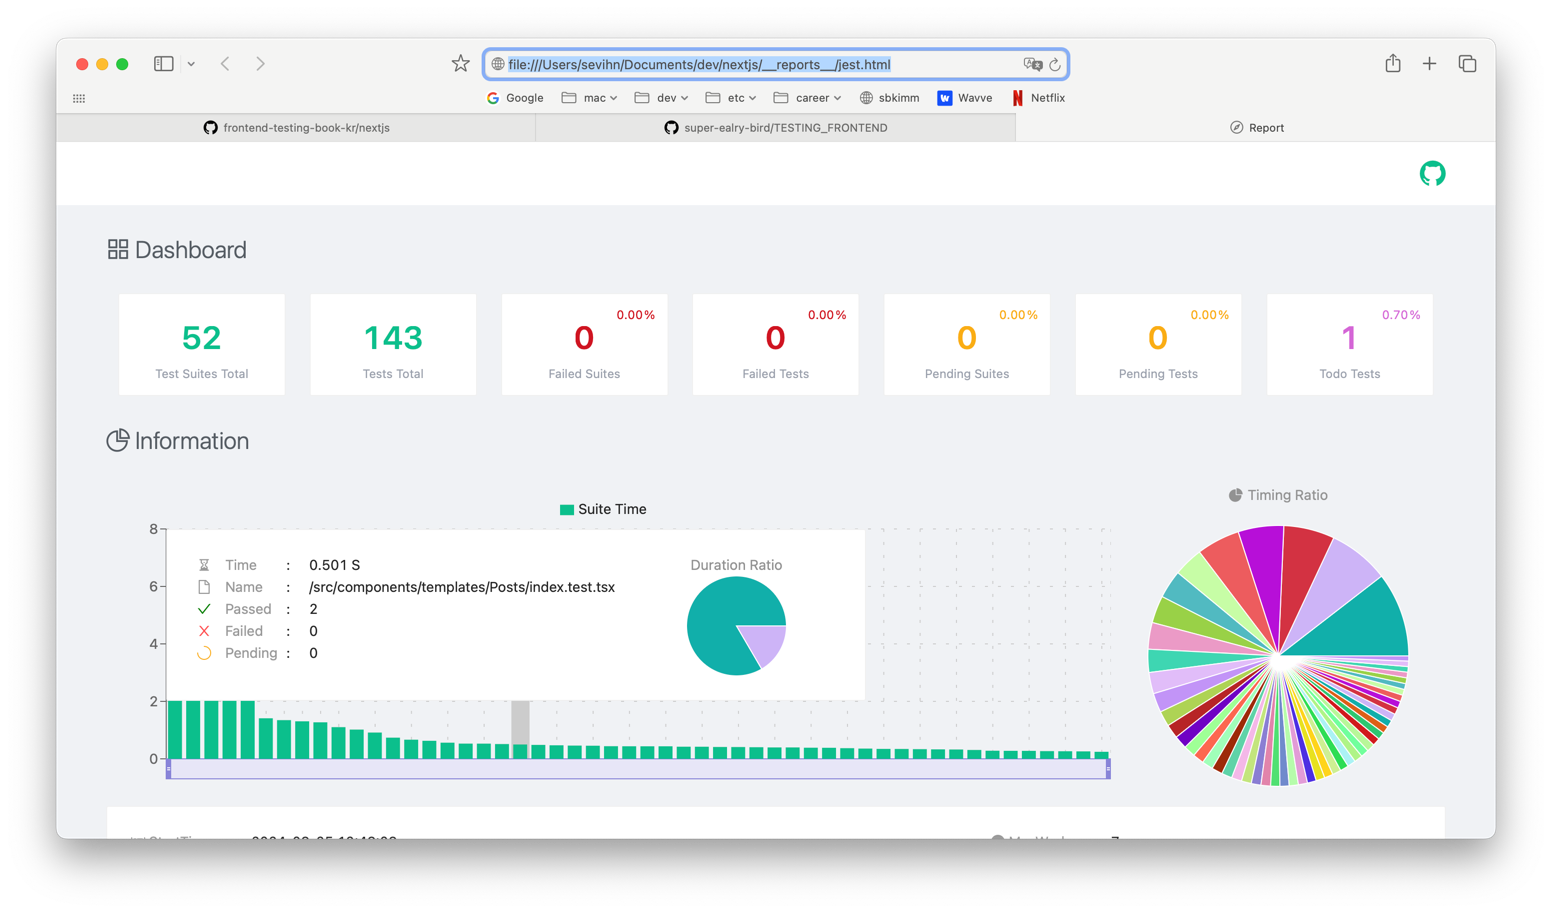 file:///Users/sevihn/Documents/dev/nextjs/__reports__/jest.html
Google mac dev etc career sbkimm Wavve Netflix
frontend-testing-book-kr/nextjs super-ealry-bird/TESTING_FRONTEND Report
Dashboard
52
Test Suites Total
143
Tests Total
0.00%
0
Failed Suites
0.00%
0
Failed Tests
0.00%
0
Pending Suites
0.00%
0
Pending Tests
0.70%
1
Todo Tests
Information
Suite Time
8
6
4
2
0
Time : 0.501 S
Name : /src/components/templates/Posts/index.test.tsx
Passed : 2
Failed : 0
Pending : 0
Duration Ratio
Timing Ratio